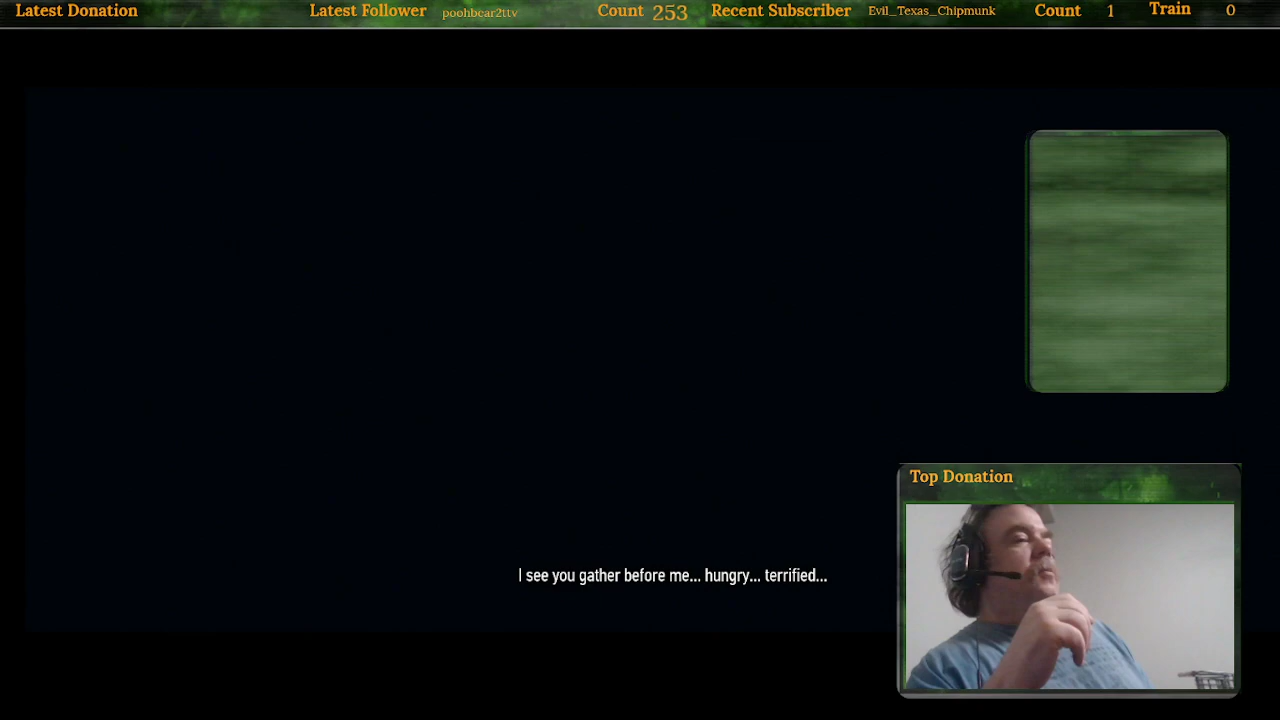 Latest Donation Latest Follower poohbear2ttv Count 253 Recent Subscriber Evil_Texas_Chipmunk Count 1 Train 0
Top Donation
I see you gather before me... hungry... terrified...